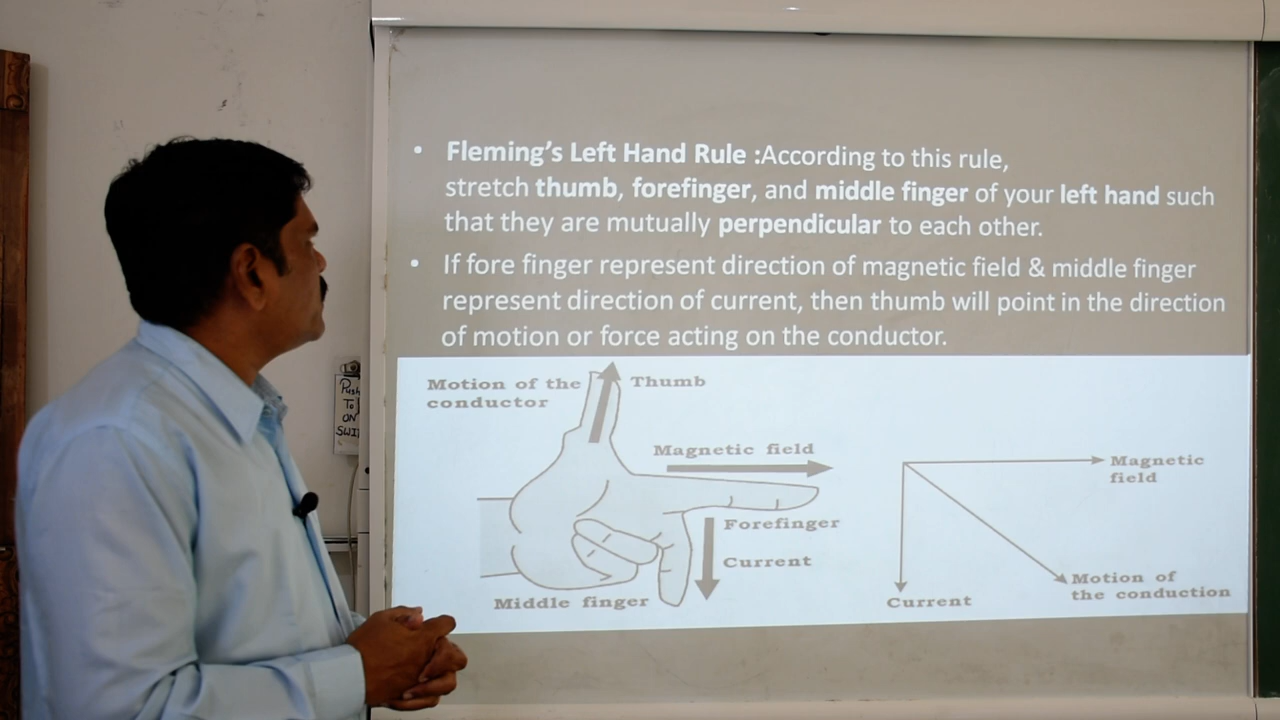 • Fleming's Left Hand Rule :According to this rule,
stretch thumb, forefinger, and middle finger of your left hand such
that they are mutually perpendicular to each other.
• If fore finger represent direction of magnetic field & middle finger
represent direction of current, then thumb will point in the direction
of motion or force acting on the conductor.
Motion of the
conductor
Thumb
Magnetic field
Forefinger
Current
Middle finger
Magnetic
field
Current
Motion of
the conduction
Push
To
ON